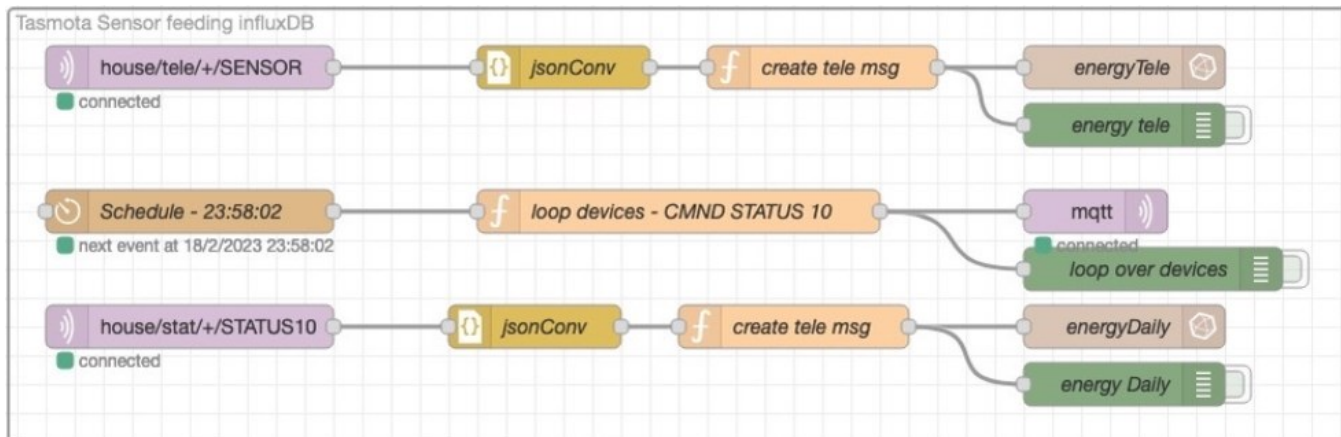 Tasmota Sensor feeding influxDB
house/tele/+/SENSOR
jsonConv
create tele msg
energyTele
connected
energy tele
Schedule - 23:58:02
loop devices - CMND STATUS 10
mqtt
next event at 18/2/2023 23:58:02
connected
loop over devices
house/stat/+/STATUS10
jsonConv
create tele msg
energyDaily
connected
energy Daily